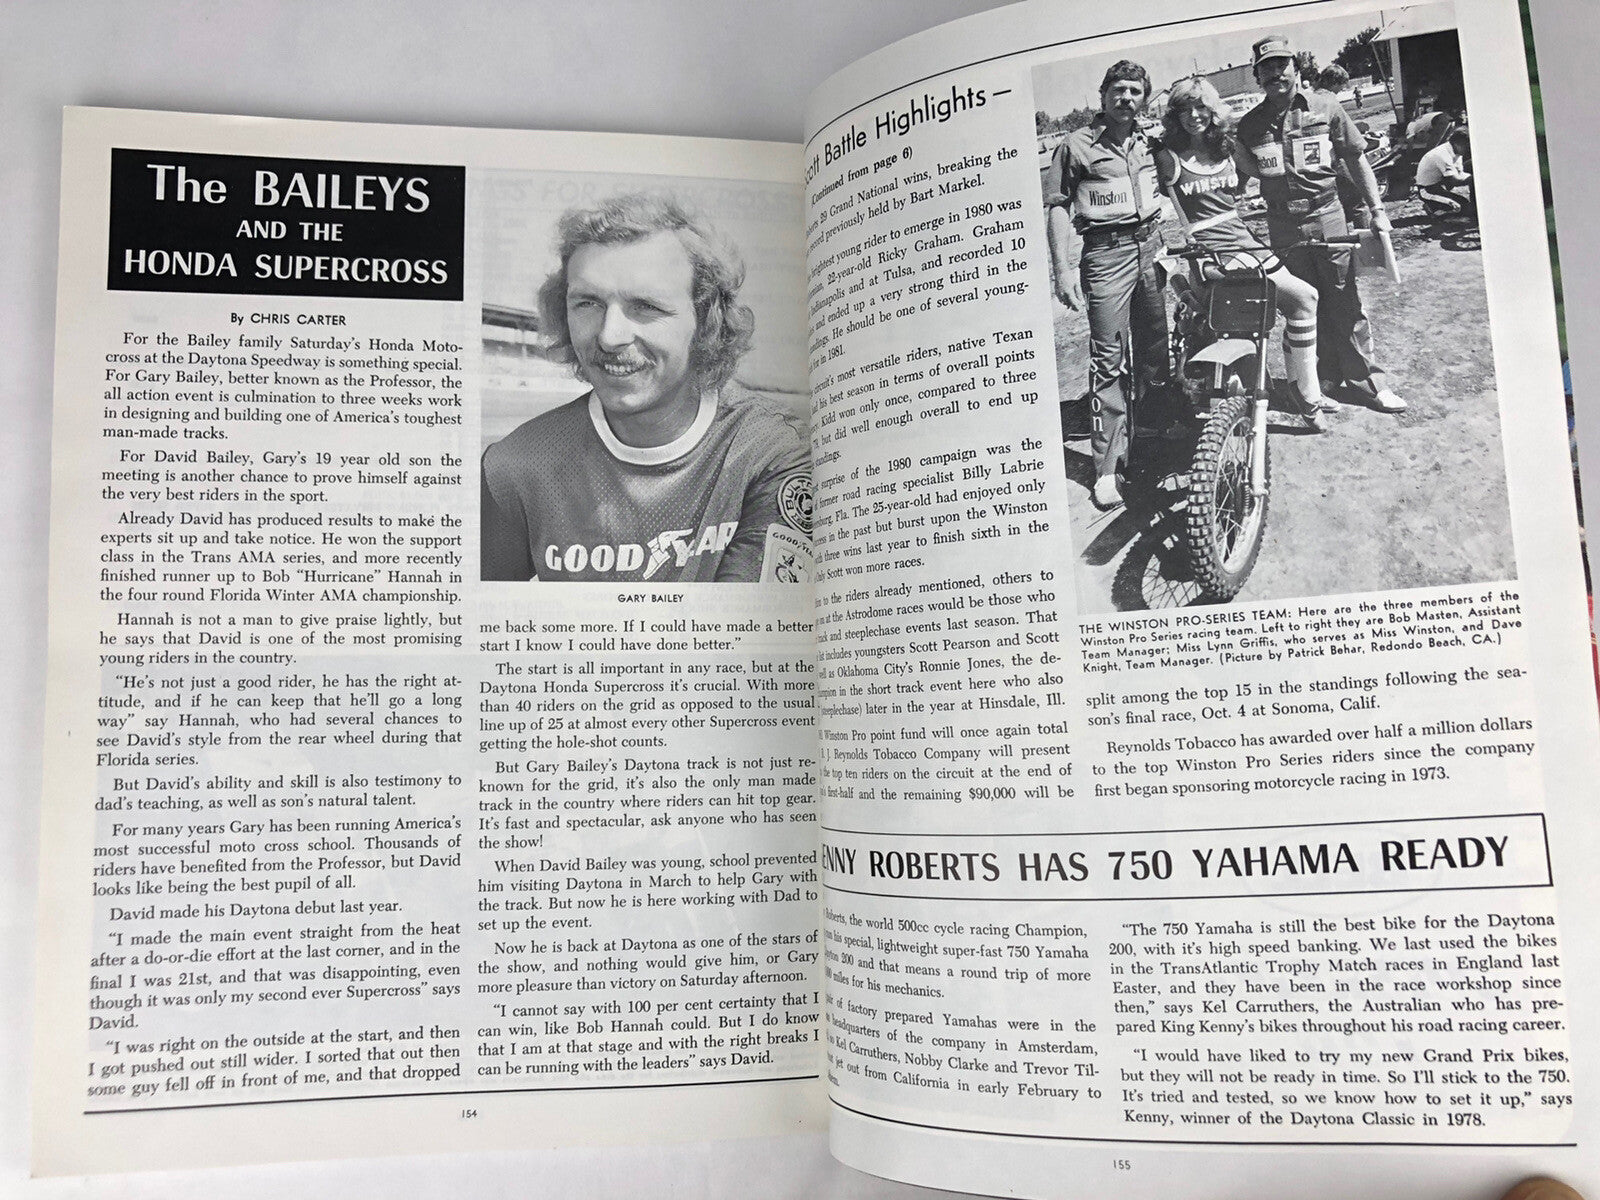 The BAILEYS
AND THE
HONDA SUPERCROSS
By CHRIS CARTER
For the Bailey family Saturday's Honda Moto-
cross at the Daytona Speedway is something special.
For Gary Bailey, better known as the Professor, the
all action event is culmination to three weeks work
in designing and building one of America's toughest
man-made tracks.
For David Bailey, Gary's 19 year old son the
meeting is another chance to prove himself against
the very best riders in the sport.
Already David has produced results to make the
experts sit up and take notice. He won the support
class in the Trans AMA series, and more recently
finished runner up to Bob "Hurricane" Hannah in
the four round Florida Winter AMA championship.
Hannah is not a man to give praise lightly, but
he says that David is one of the most promising
young riders in the country.
"He's not just a good rider, he has the right at-
titude, and if he can keep that he'll go a long
way" say Hannah, who had several chances to
see David's style from the rear wheel during that
Florida series.
But David's ability and skill is also testimony to
dad's teaching, as well as son's natural talent.
For many years Gary has been running America's
most successful moto cross school. Thousands of
riders have benefited from the Professor, but David
looks like being the best pupil of all.
David made his Daytona debut last year.
"I made the main event straight from the heat
after a do-or-die effort at the last corner, and in the
final I was 21st, and that was disappointing, even
though it was only my second ever Supercross" says
David.
"I was right on the outside at the start, and then
I got pushed out still wider. I sorted that out then
some guy fell off in front of me, and that dropped
GOODYEAR
GARY BAILEY
me back some more. If I could have made a better
start I know I could have done better."
The start is all important in any race, but at the
Daytona Honda Supercross it's crucial. With more
than 40 riders on the grid as opposed to the usual
line up of 25 at almost every other Supercross event
getting the hole-shot counts.
But Gary Bailey's Daytona track is not just re-
known for the grid, it's also the only man made
track in the country where riders can hit top gear.
It's fast and spectacular, ask anyone who has seen
the show!
When David Bailey was young, school prevented
him visiting Daytona in March to help Gary with
the track. But now he is here working with Dad to
set up the event.
Now he is back at Daytona as one of the stars of
the show, and nothing would give him, or Gary
more pleasure than victory on Saturday afternoon.
"I cannot say with 100 per cent certainty that I
can win, like Bob Hannah could. But I do know
that I am at that stage and with the right breaks I
can be running with the leaders" says David.
154
Battle Highlights—
(Continued from page 6)
29 Grand National wins, breaking the
record previously held by Bart Markel.
brightest young rider to emerge in 1980 was
22-year-old Ricky Graham. Graham
Indianapolis and at Tulsa, and recorded 10
and ended up a very strong third in the
He should be one of several young-
for in 1981.
circuit's most versatile riders, native Texan
his best season in terms of overall points
Kidd won only once, compared to three
but did well enough overall to end up
standings.
surprise of the 1980 campaign was the
former road racing specialist Billy Labrie
Fla. The 25-year-old had enjoyed only
success in the past but burst upon the Winston
with three wins last year to finish sixth in the
Only Scott won more races.
to the riders already mentioned, others to
at the Astrodome races would be those who
and steeplechase events last season. That
list includes youngsters Scott Pearson and Scott
as Oklahoma City's Ronnie Jones, the de-
champion in the short track event here who also
(steeplechase) later in the year at Hinsdale, Ill.
Winston Pro point fund will once again total
J. Reynolds Tobacco Company will present
the top ten riders on the circuit at the end of
first-half and the remaining $90,000 will be
Winston
WINSTO
THE WINSTON PRO-SERIES TEAM: Here are the three members of the
Winston Pro Series racing team. Left to right they are Bob Masten, Assistant
Team Manager; Miss Lynn Griffis, who serves as Miss Winston, and Dave
Knight, Team Manager. (Picture by Patrick Behar, Redondo Beach, CA.)
split among the top 15 in the standings following the sea-
son's final race, Oct. 4 at Sonoma, Calif.
Reynolds Tobacco has awarded over half a million dollars
to the top Winston Pro Series riders since the company
first began sponsoring motorcycle racing in 1973.
ENNY ROBERTS HAS 750 YAHAMA READY
Roberts, the world 500cc cycle racing Champion,
his special, lightweight super-fast 750 Yamaha
200 and that means a round trip of more
miles for his mechanics.
of factory prepared Yamahas were in the
headquarters of the company in Amsterdam,
Kel Carruthers, Nobby Clarke and Trevor Til-
jet out from California in early February to
"The 750 Yamaha is still the best bike for the Daytona
200, with it's high speed banking. We last used the bikes
in the TransAtlantic Trophy Match races in England last
Easter, and they have been in the race workshop since
then," says Kel Carruthers, the Australian who has pre-
pared King Kenny's bikes throughout his road racing career.
"I would have liked to try my new Grand Prix bikes,
but they will not be ready in time. So I'll stick to the 750.
It's tried and tested, so we know how to set it up," says
Kenny, winner of the Daytona Classic in 1978.
155